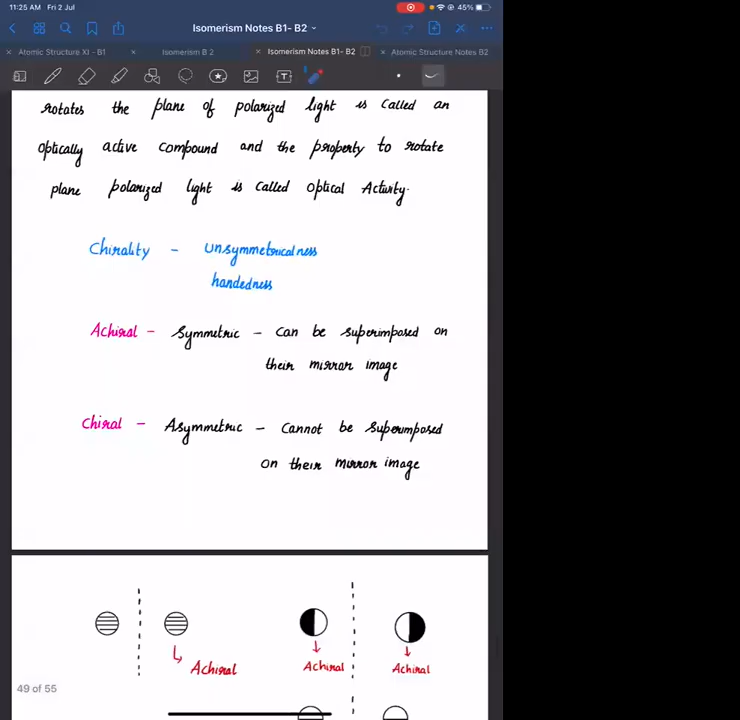 11:25 AM Fri 2 Jul
45%
Isomerism Notes B1- B2
Atomic Structure XI - B1
Isomerism B 2
Isomerism Notes B1- B2
Atomic Structure Notes B2
rotates the plane of polarized light is called an
optically active compound and the property to rotate
plane polarized light is called Optical Activity.
Chirality - unsymmetricalness
handedness
Achiral - Symmetric - can be superimposed on
their mirror image
Chiral - Asymmetric - cannot be superimposed
on their mirror image
Achiral
Achiral
Achiral
49 of 55